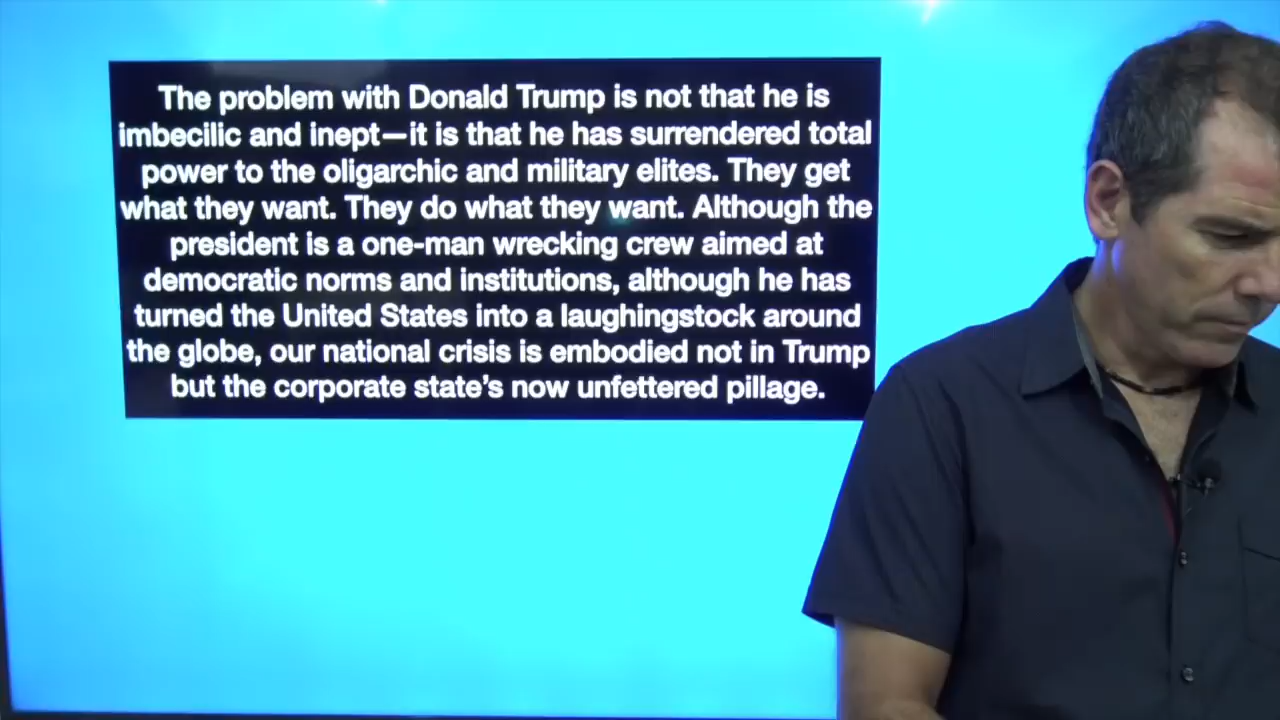 The problem with Donald Trump is not that he is
imbecilic and inept—it is that he has surrendered total
power to the oligarchic and military elites. They get
what they want. They do what they want. Although the
president is a one-man wrecking crew aimed at
democratic norms and institutions, although he has
turned the United States into a laughingstock around
the globe, our national crisis is embodied not in Trump
but the corporate state’s now unfettered pillage.